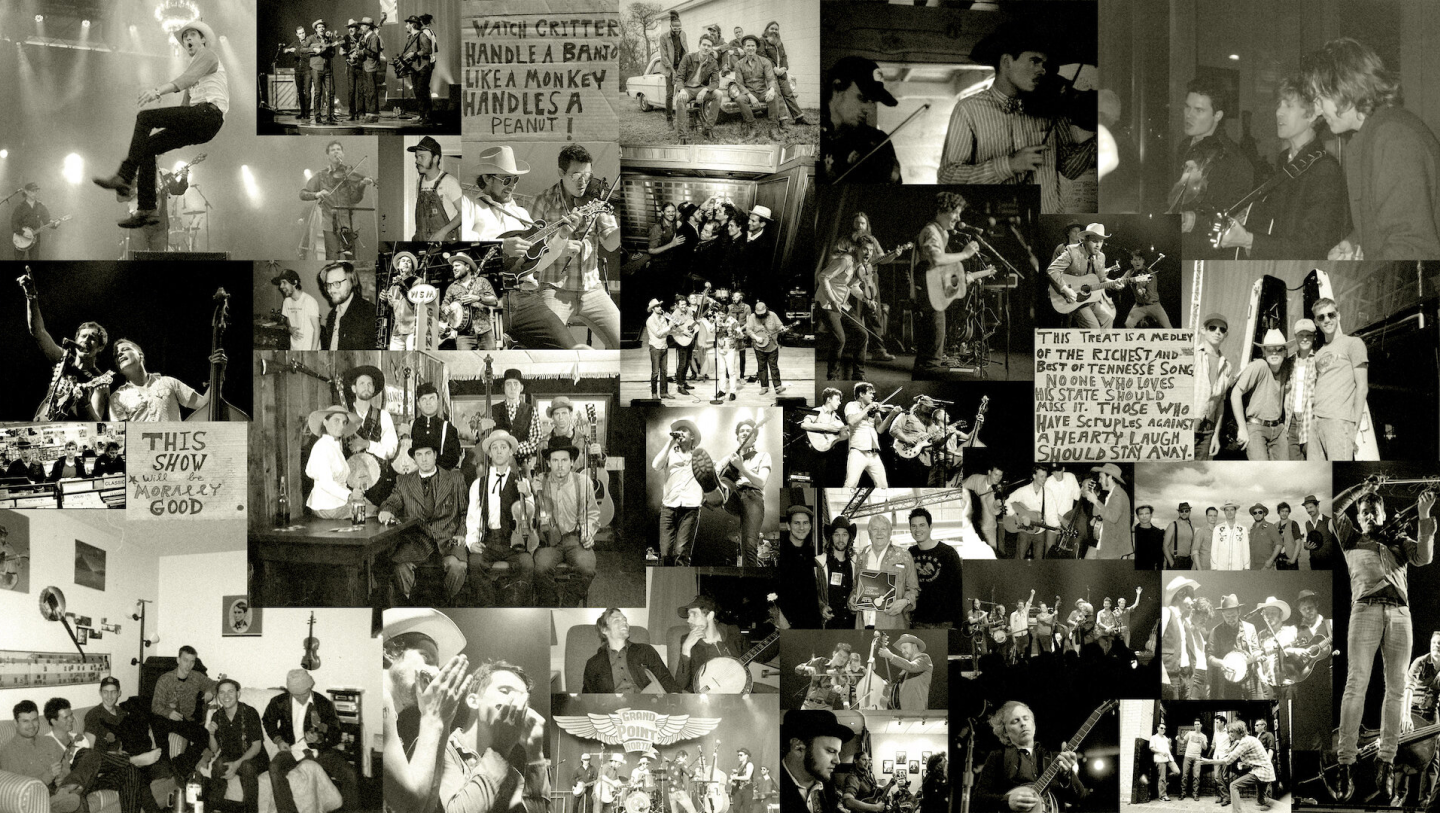 WATCH CRITTER
HANDLE A BANJO
LIKE A MONKEY
HANDLES A
PEANUT!
H&H
GRAN
THIS TREAT IS A MEDLEY
OF THE RICHEST AND
BEST OF TENNESSE SONG
NO ONE WHO LOVES
HIS STATE SHOULD
MISS IT. THOSE WHO
HAVE SCRUPLES AGAINST
A HEARTY LAUGH
SHOULD STAY AWAY.
THIS
SHOW
Will be
MORALLY
GOOD
CLASSIC
GRAND
POINT
NORTH